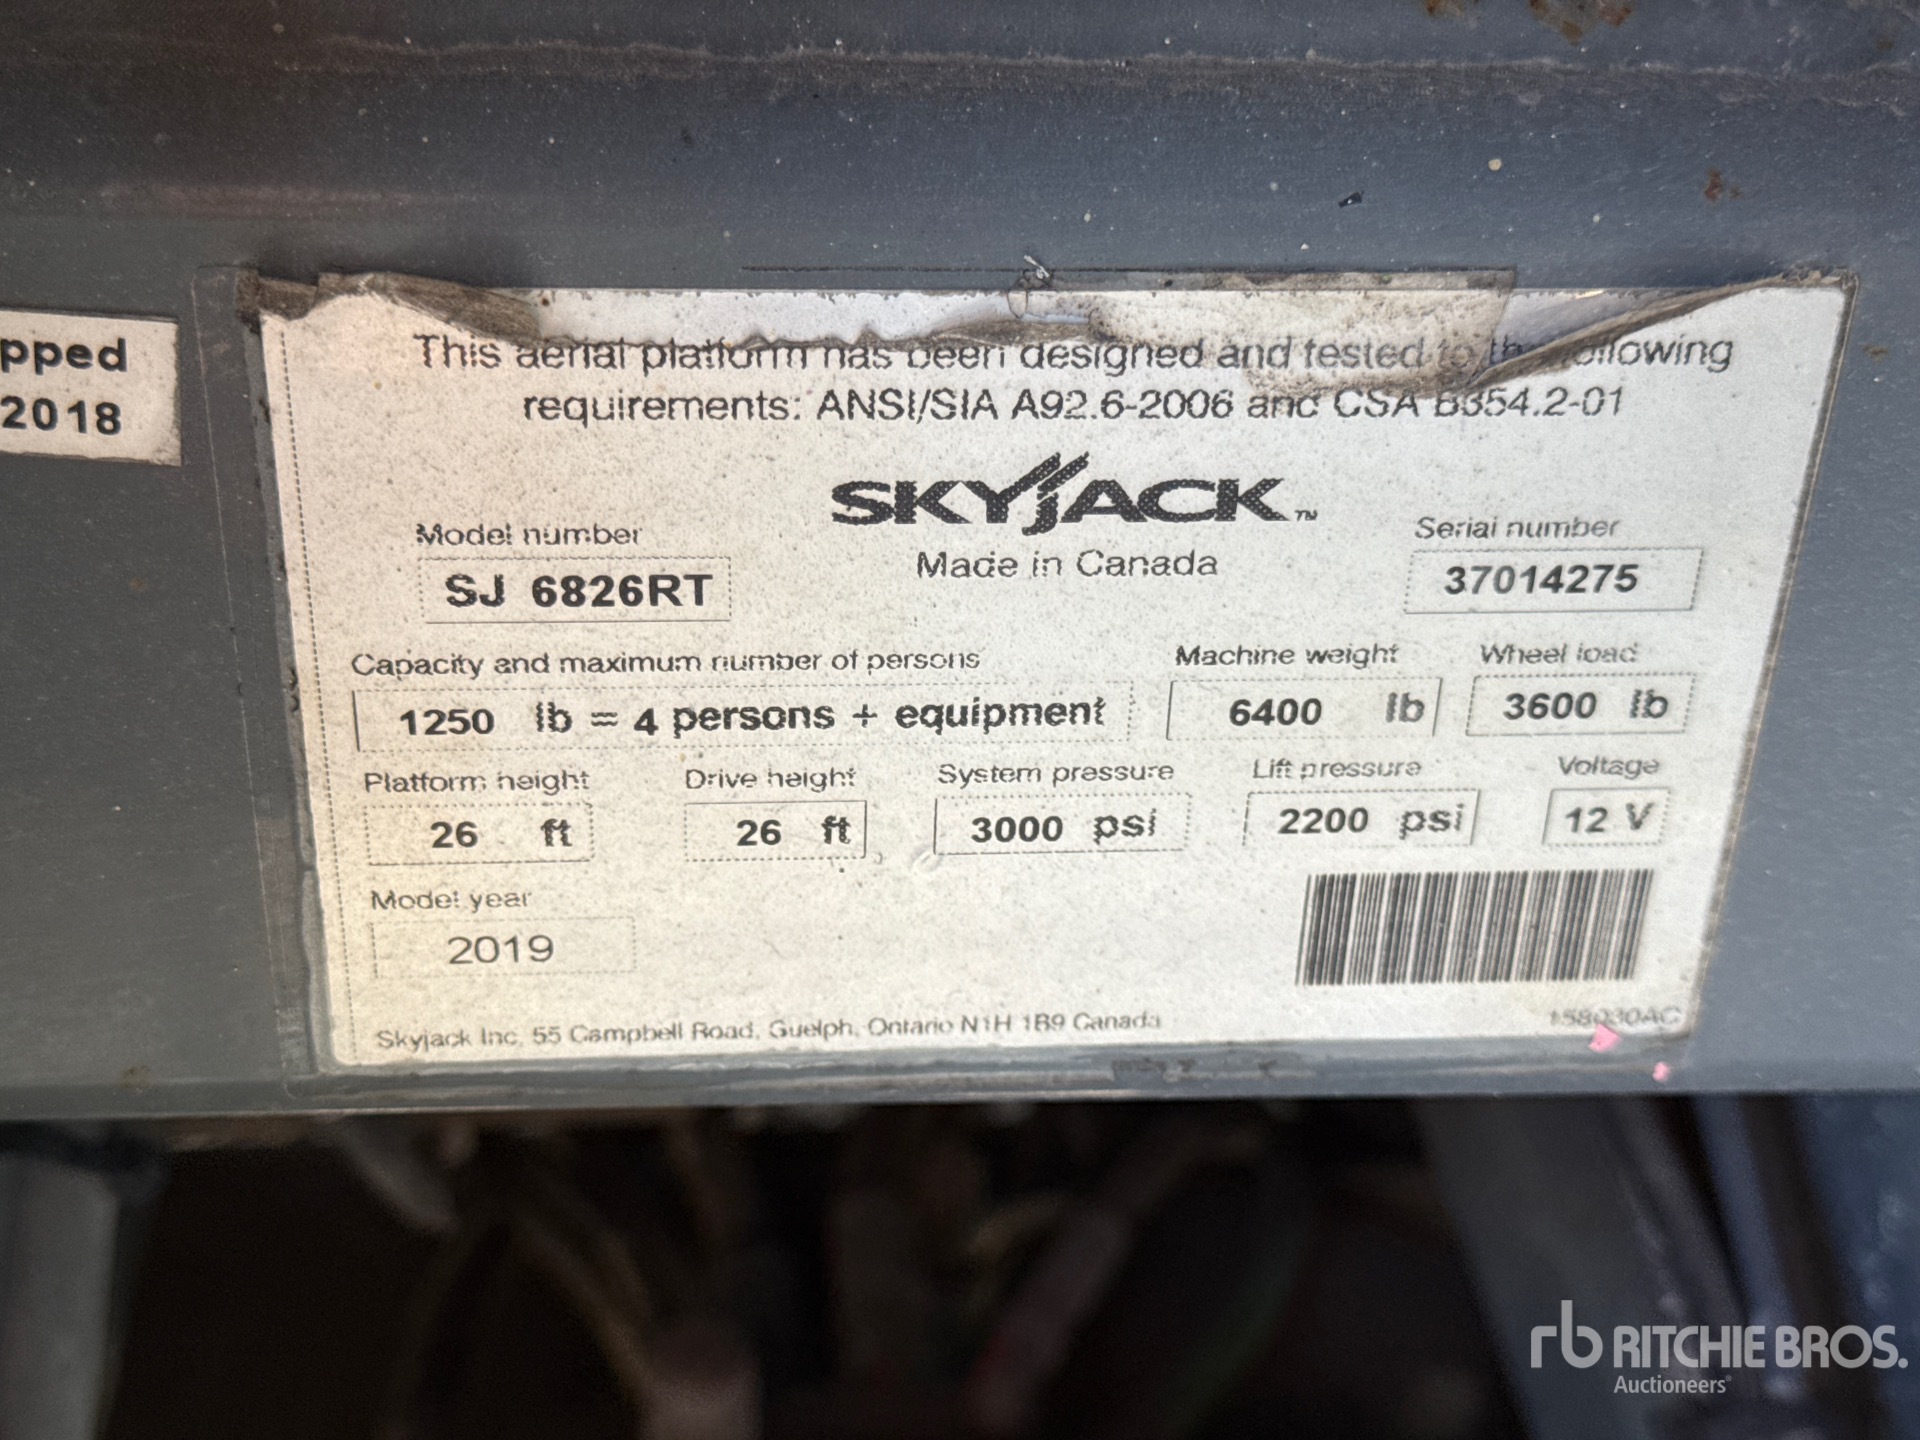 pped
2018
This aerial platform has been designed and tested to the following
requirements: ANSI/SIA A92.6-2006 and CSA B354.2-01
SKYJACK™
Made in Canada
Model number
SJ 6826RT
Serial number
37014275
Capacity and maximum number of persons
1250 lb = 4 persons + equipment
Machine weight
6400 lb
Wheel load
3600 lb
Platform height
26 ft
Drive height
26 ft
System pressure
3000 psi
Lift pressure
2200 psi
Voltage
12 V
Model year
2019
Skyjack Inc, 55 Campbell Road, Guelph, Ontario N1H 1B9 Canada
158030AC
rb RITCHIE BROS.
Auctioneers®